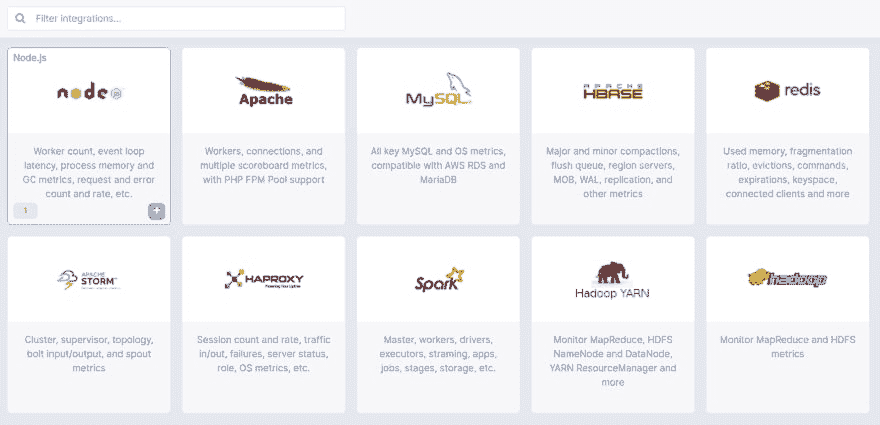 Filter integrations...
Node.js
node
JS
Worker count, event loop
latency, process memory and
GC metrics, request and error
count and rate, etc.
1
+
Apache
Workers, connections, and
multiple scoreboard metrics,
with PHP FPM Pool support
MySQL
All key MySQL and OS metrics,
compatible with AWS RDS and
MariaDB
APACHE
HBASE
Major and minor compactions,
flush queue, region servers,
MOB, WAL, replication, and
other metrics
redis
Used memory, fragmentation
ratio, evictions, commands,
expirations, keyspace,
connected clients and more
APACHE
STORM™
Cluster, supervisor, topology,
bolt input/output, and spout
metrics
HAPROXY
Session count and rate, traffic
in/out, failures, server status,
role, OS metrics, etc.
Spark
Master, workers, drivers,
executors, straming, apps,
jobs, stages, storage, etc.
Hadoop YARN
Monitor MapReduce, HDFS
NameNode and DataNode,
YARN ResourceManager and
more
hadoop
Monitor MapReduce and HDFS
metrics